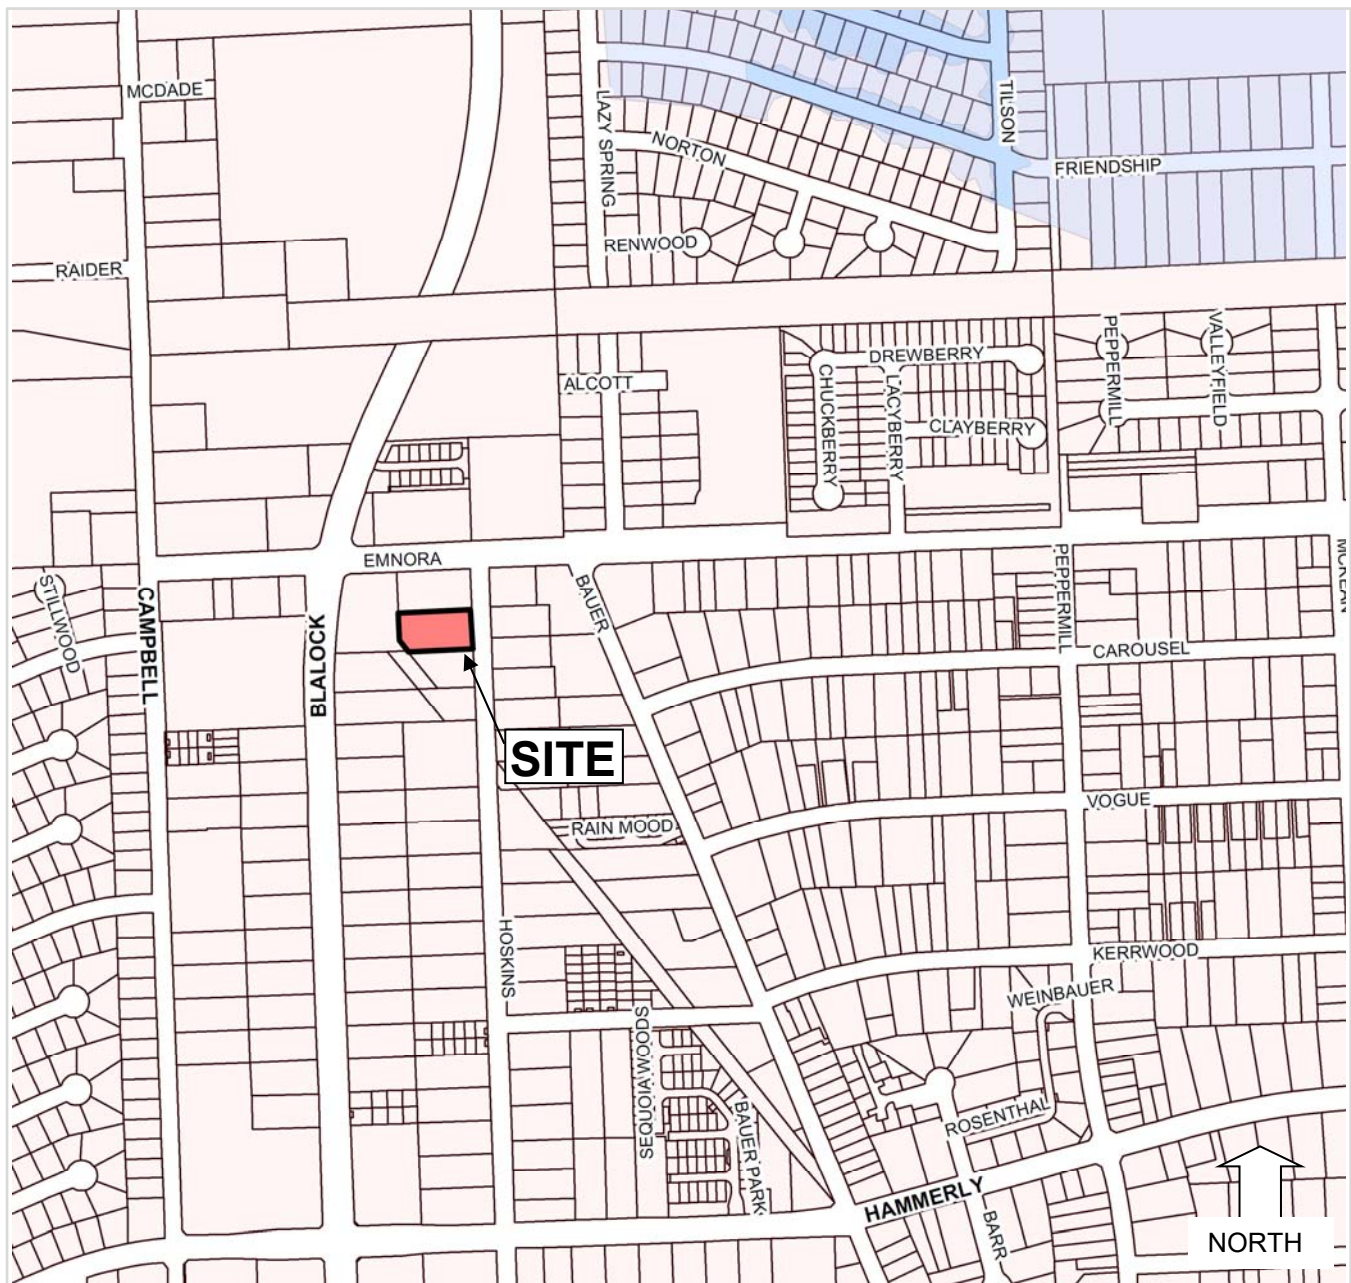 MCDADE
LAZY SPRING
TILSON
NORTON
FRIENDSHIP
RENWOOD
RAIDER
PEPPERMILL
VALLEYFIELD
DREWBERRY
ALCOTT
CHUCKBERRY
LACYBERRY
CLAYBERRY
EMNORA
STILLWOOD
CAMPBELL
BLALOCK
BAUER
PEPPERMILL
MCKEAN
CAROUSEL
SITE
VOGUE
RAIN MOOD
HOSKINS
KERRWOOD
WEINBAUER
SEQUOIA WOODS
BAUER PARK
ROSENTHAL
HAMMERLY
BARR
NORTH